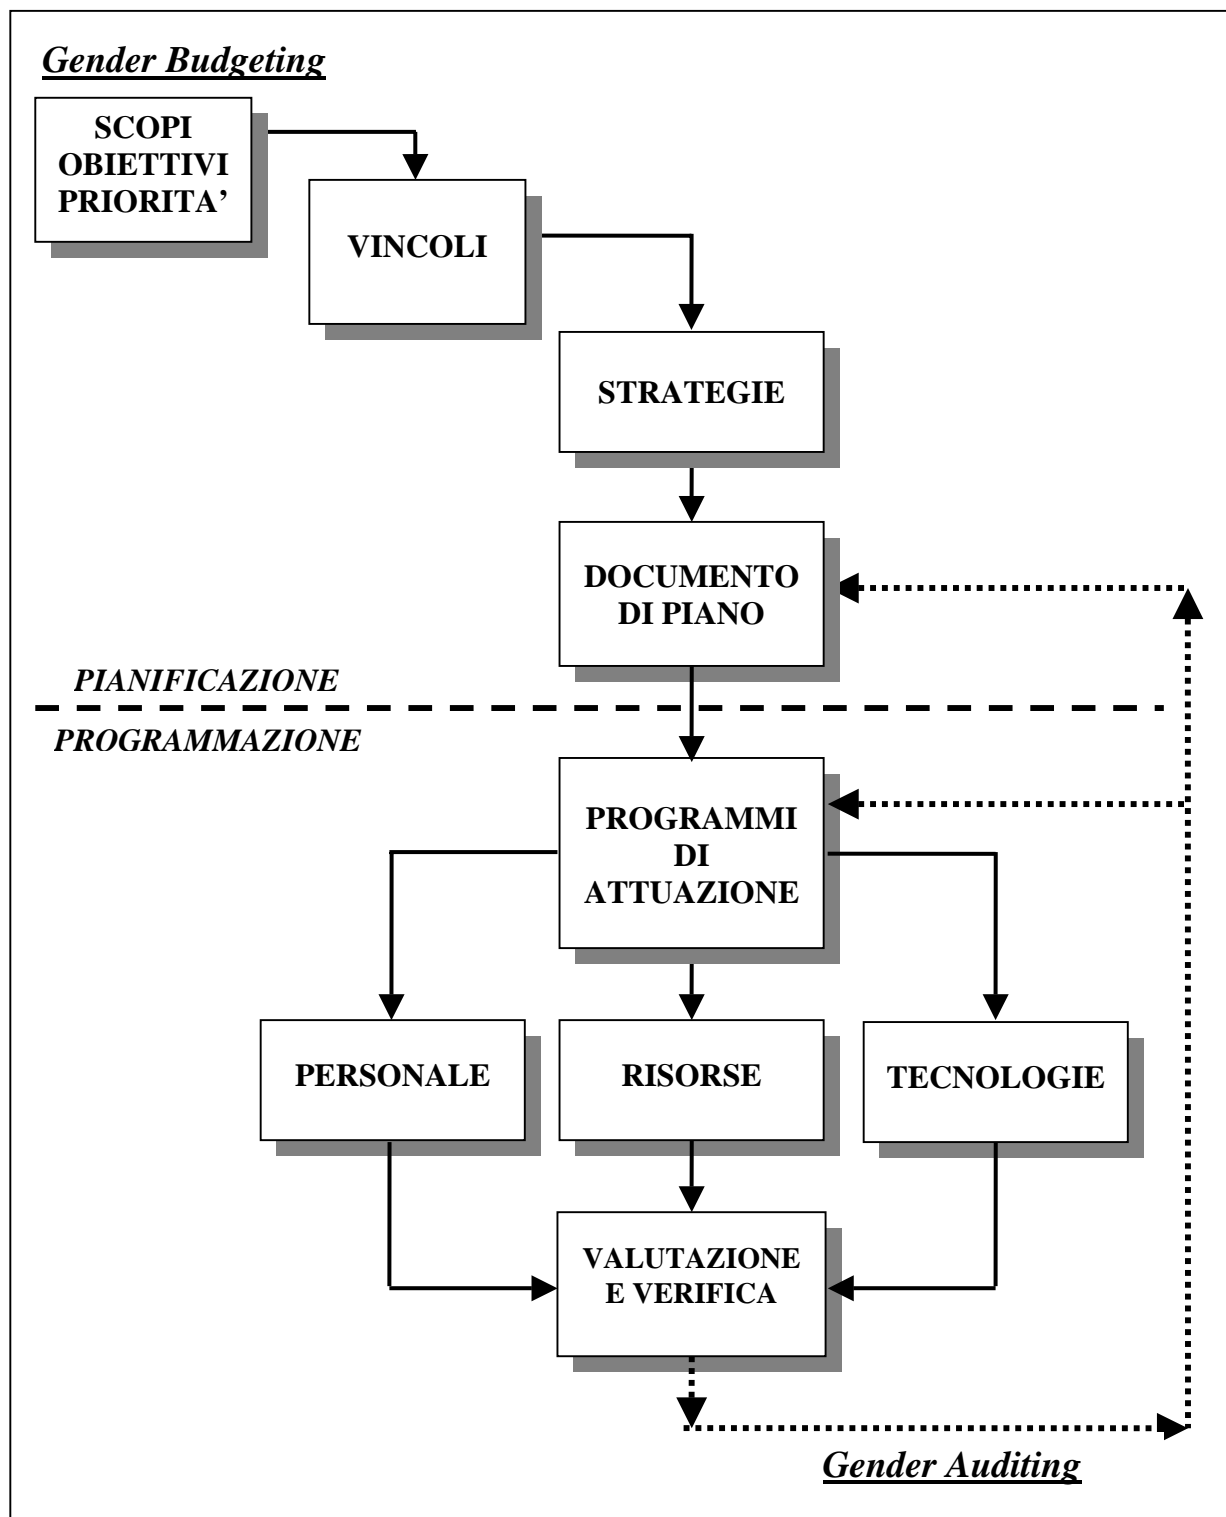 Gender Budgeting
SCOPI
OBIETTIVI
PRIORITA’
VINCOLI
STRATEGIE
DOCUMENTO
DI PIANO
PIANIFICAZIONE
PROGRAMMAZIONE
PROGRAMMI
DI
ATTUAZIONE
PERSONALE
RISORSE
TECNOLOGIE
VALUTAZIONE
E VERIFICA
Gender Auditing